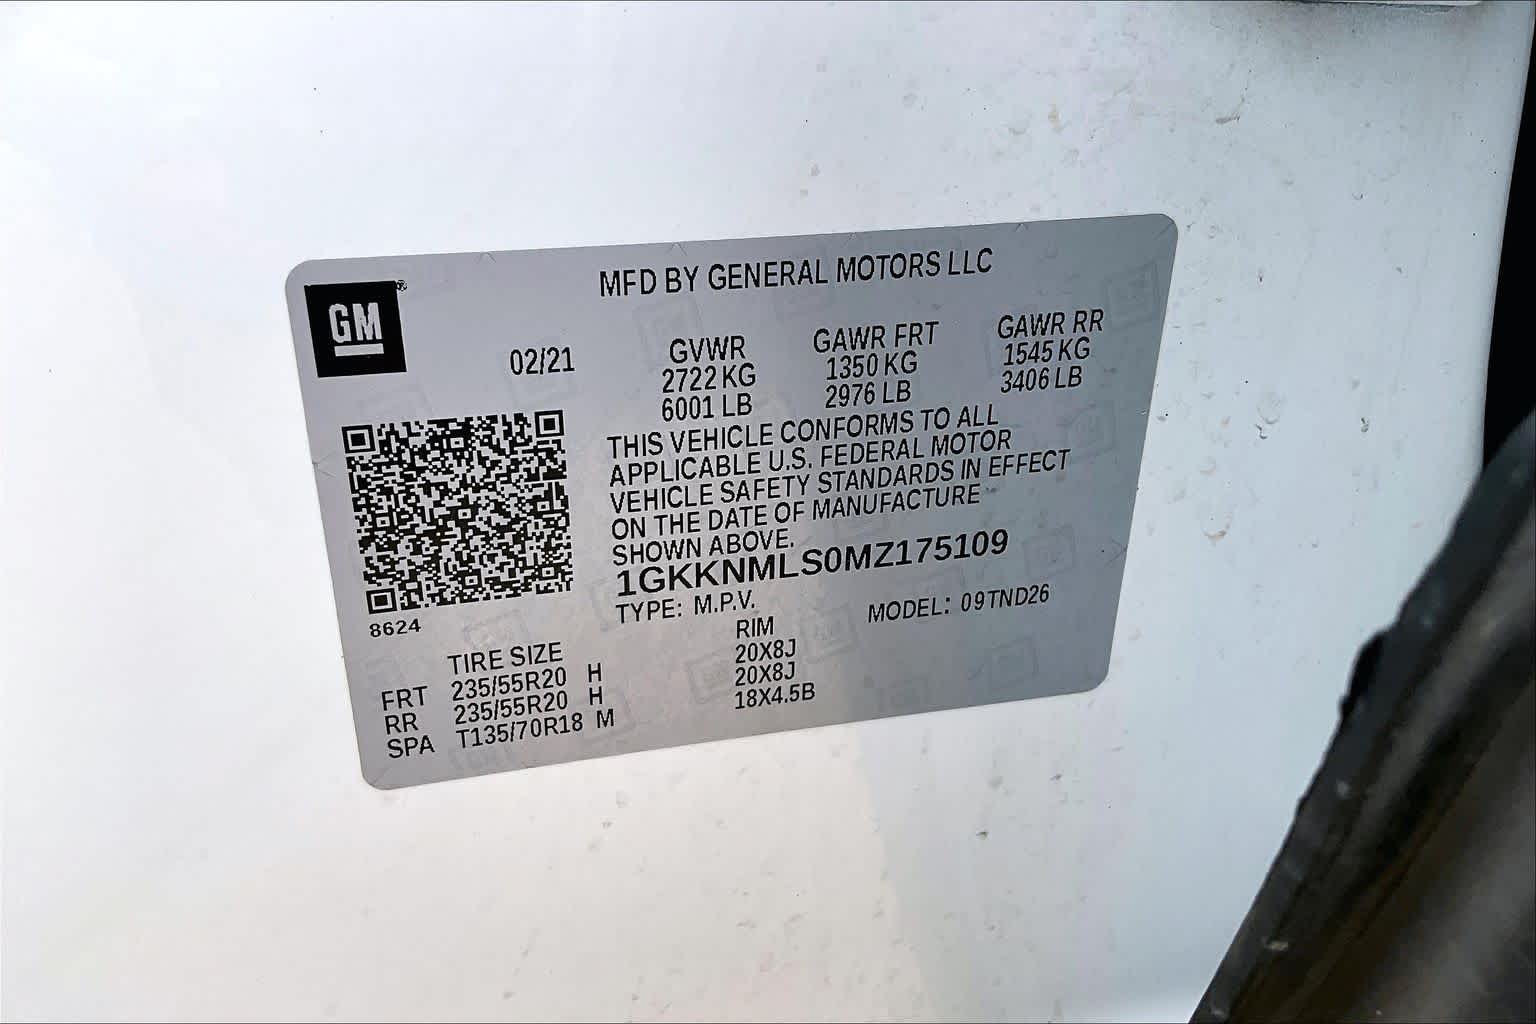 GM®
MFD BY GENERAL MOTORS LLC
02/21
GVWR GAWR FRT GAWR RR
2722 KG 1350 KG 1545 KG
6001 LB 2976 LB 3406 LB
THIS VEHICLE CONFORMS TO ALL
APPLICABLE U.S. FEDERAL MOTOR
VEHICLE SAFETY STANDARDS IN EFFECT
ON THE DATE OF MANUFACTURE
SHOWN ABOVE.
1GKKNMLS0MZ175109
TYPE: M.P.V. MODEL: 09TND26
8624
TIRE SIZE RIM
FRT 235/55R20 H 20X8J
RR 235/55R20 H 20X8J
SPA T135/70R18 M 18X4.5B